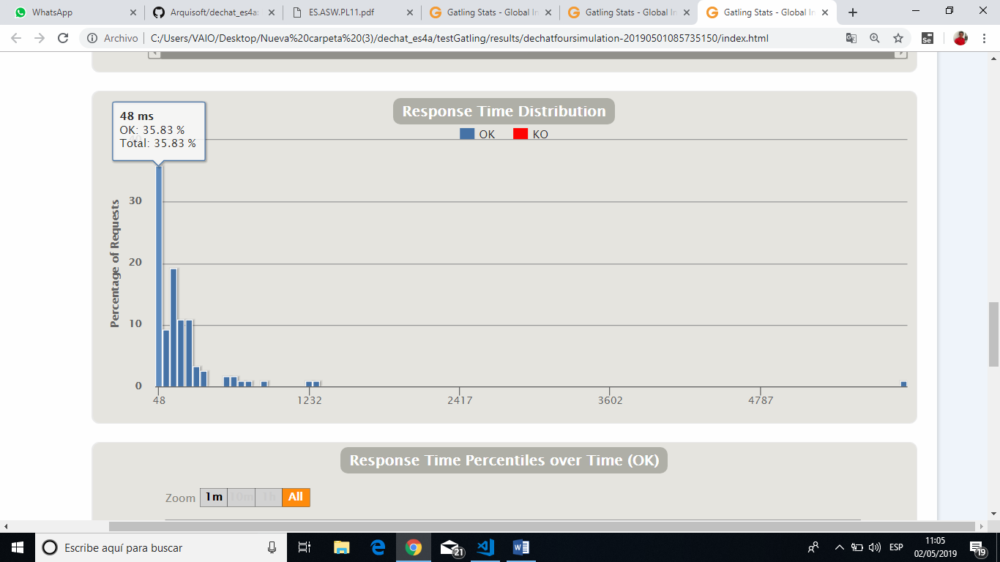 WhatsApp
Arquisoft/dechat_es4a:
ES.ASW.PL11.pdf
Gatling Stats - Global In
Gatling Stats - Global In
Gatling Stats - Global In
Archivo
C:/Users/VAIO/Desktop/Nueva%20carpeta%20(3)/dechat_es4a/testGatling/results/dechatfoursimulation-20190501085735150/index.html
Se
Response Time Distribution
OK
KO
48 ms
OK: 35.83 %
Total: 35.83 %
Percentage of Requests
40
30
20
10
0
48
1232
2417
3602
4787
Response Time Percentiles over Time (OK)
Zoom
1m
10m
1h
All
Escribe aquí para buscar
21
ESP
11:05
02/05/2019
19